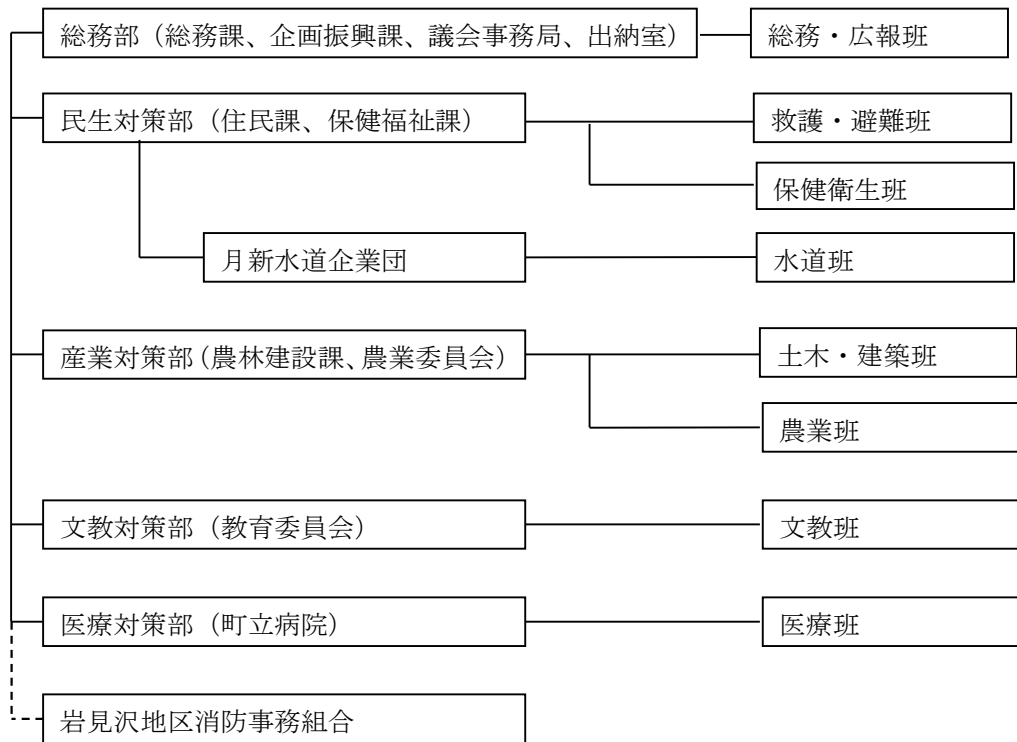 総務部（総務課、企画振興課、議会事務局、出納室）
総務・広報班
民生対策部（住民課、保健福祉課）
救護・避難班
保健衛生班
月新水道企業団
水道班
産業対策部（農林建設課、農業委員会）
土木・建築班
農業班
文教対策部（教育委員会）
文教班
医療対策部（町立病院）
医療班
岩見沢地区消防事務組合